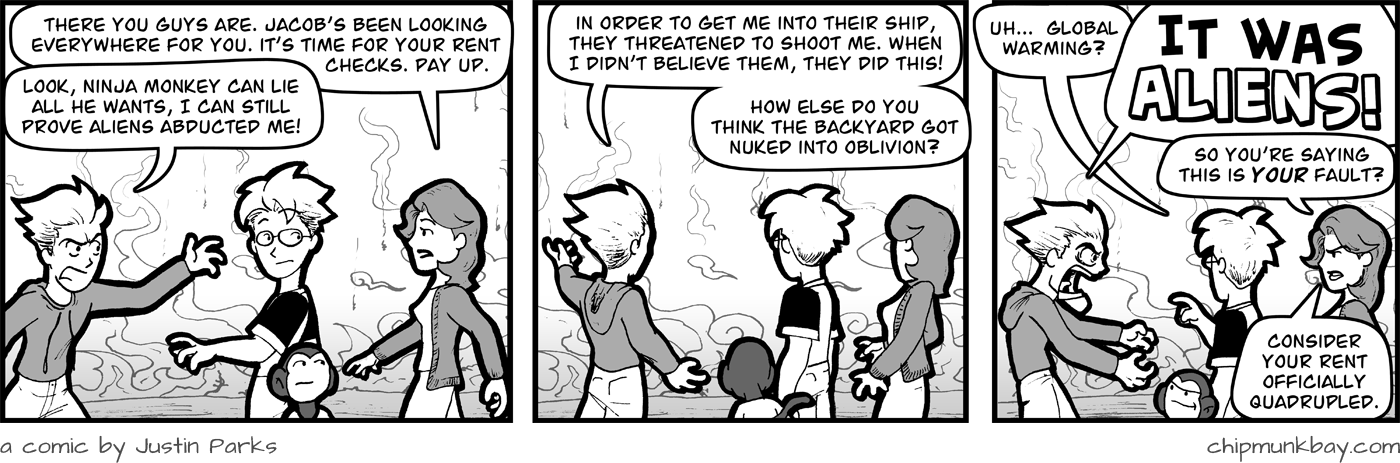 THERE YOU GUYS ARE. JACOB'S BEEN LOOKING
EVERYWHERE FOR YOU. IT'S TIME FOR YOUR RENT
CHECKS. PAY UP.
LOOK, NINJA MONKEY CAN LIE
ALL HE WANTS, I CAN STILL
PROVE ALIENS ABDUCTED ME!
IN ORDER TO GET ME INTO THEIR SHIP,
THEY THREATENED TO SHOOT ME. WHEN
I DIDN'T BELIEVE THEM, THEY DID THIS!
HOW ELSE DO YOU
THINK THE BACKYARD GOT
NUKED INTO OBLIVION?
UH... GLOBAL
WARMING?
IT WAS
ALIENS!
SO YOU'RE SAYING
THIS IS YOUR FAULT?
CONSIDER
YOUR RENT
OFFICIALLY
QUADRUPLED.
a comic by Justin Parks
chipmunkbay.com